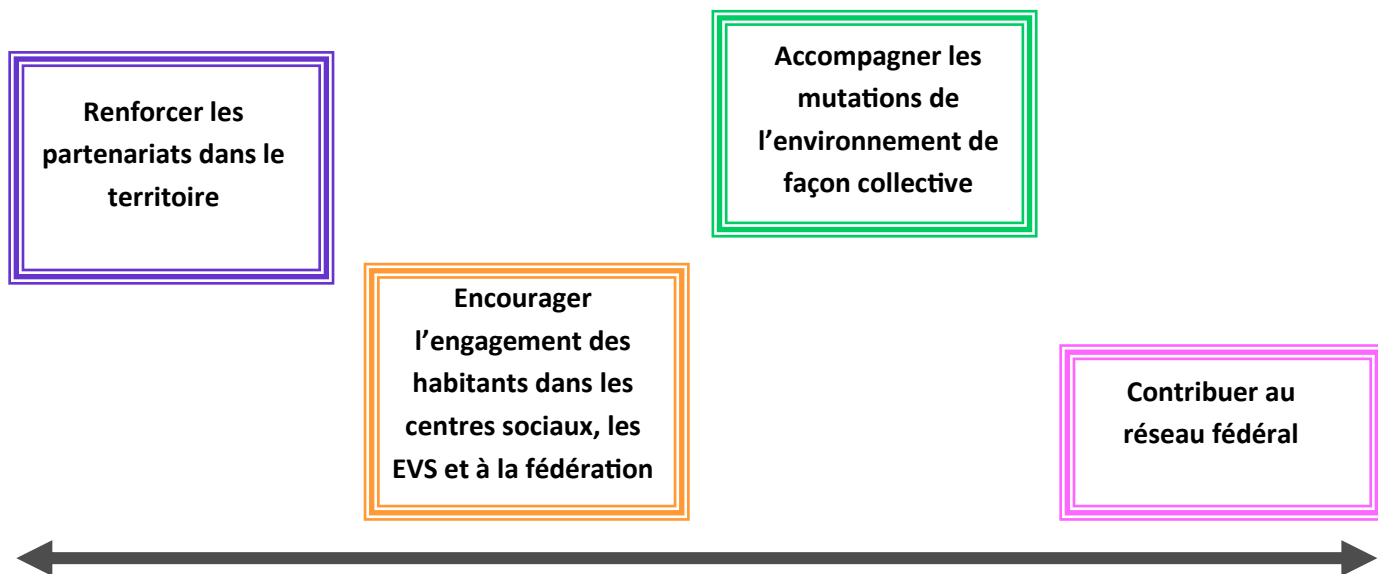 Renforcer les
partenariats dans le
territoire
Encourager
l’engagement des
habitants dans les
centres sociaux, les
EVS et à la fédération
Accompagner les
mutations de
l’environnement de
façon collective
Contribuer au
réseau fédéral